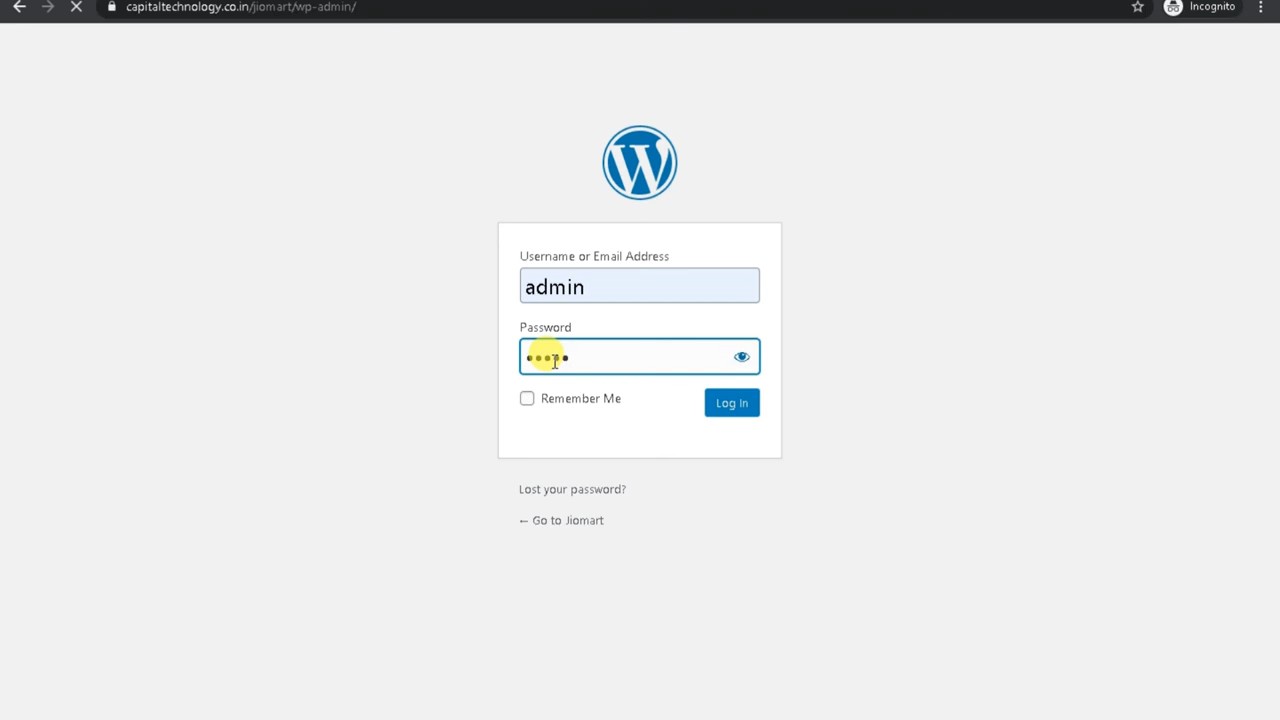 capitaltechnology.co.in/jiomart/wp-admin/
Incognito
Username or Email Address
admin
Password
Remember Me
Log In
Lost your password?
← Go to Jiomart